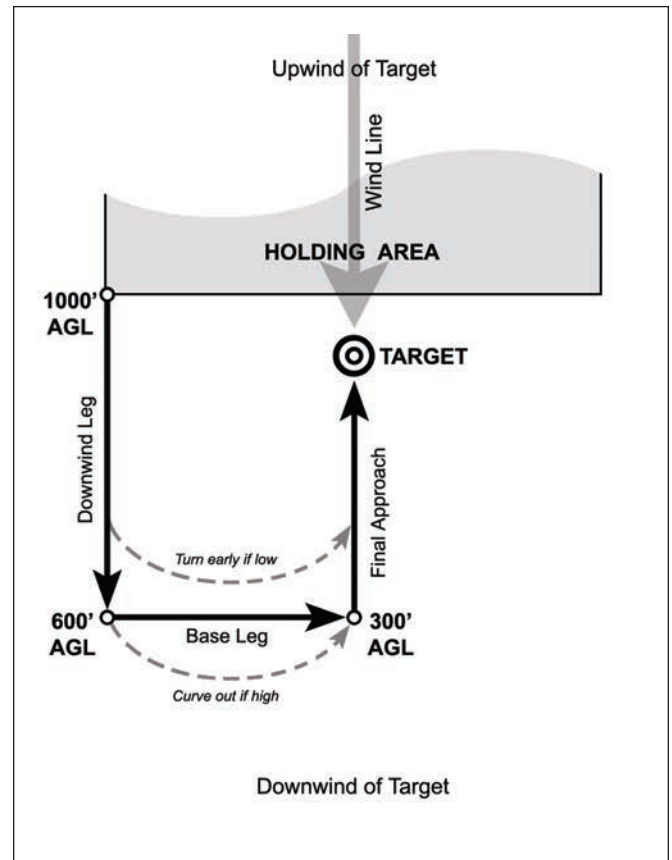 Upwind of Target
Wind Line
HOLDING AREA
1000'
AGL
TARGET
Downwind Leg
Final Approach
Turn early if low
600'
AGL
Base Leg
300'
AGL
Curve out if high
Downwind of Target